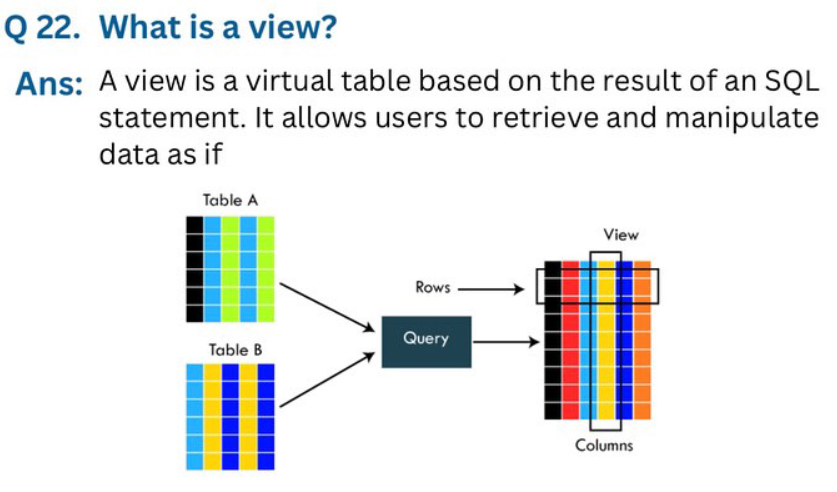 Q 22. What is a view?
Ans: A view is a virtual table based on the result of an SQL
statement. It allows users to retrieve and manipulate
data as if
Table A
View
Rows
Query
Table B
Columns